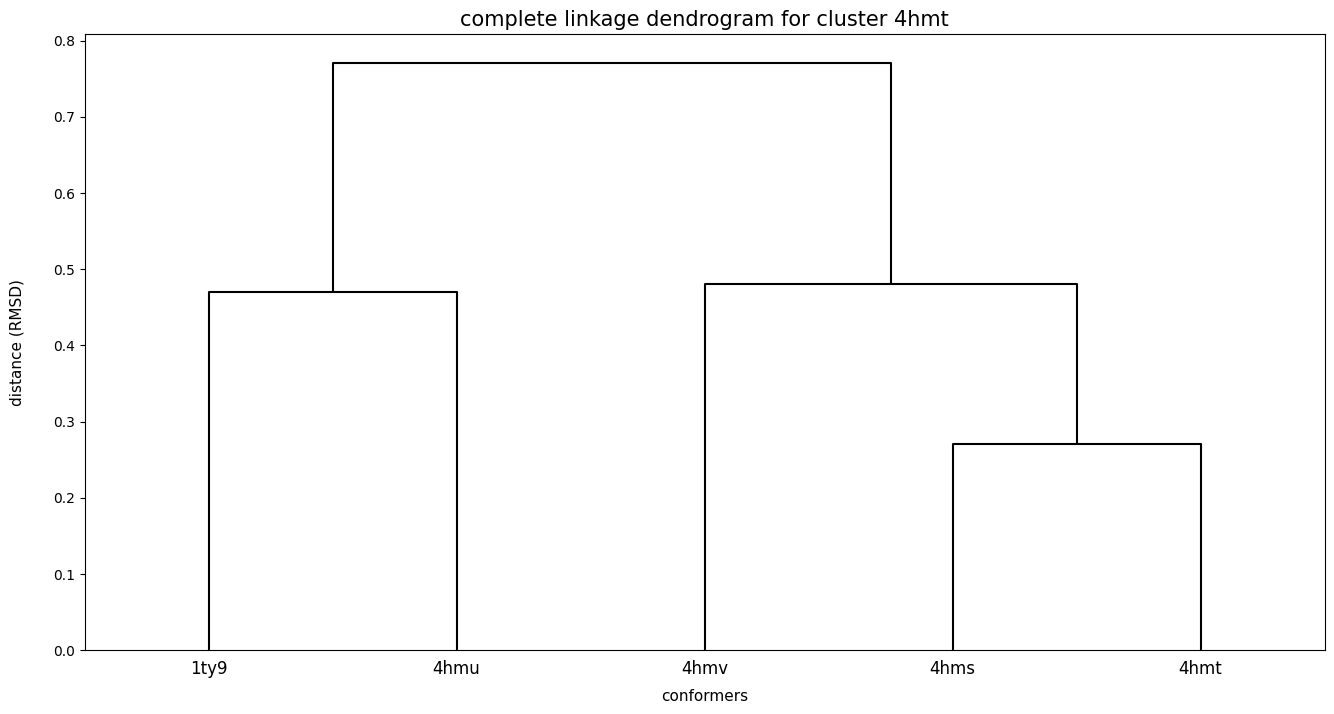 complete linkage dendrogram for cluster 4hmt
0.8
0.7
0.6
0.5
0.4
0.3
0.2
0.1
0.0
distance (RMSD)
1ty9 4hmu 4hmv 4hms 4hmt
conformers